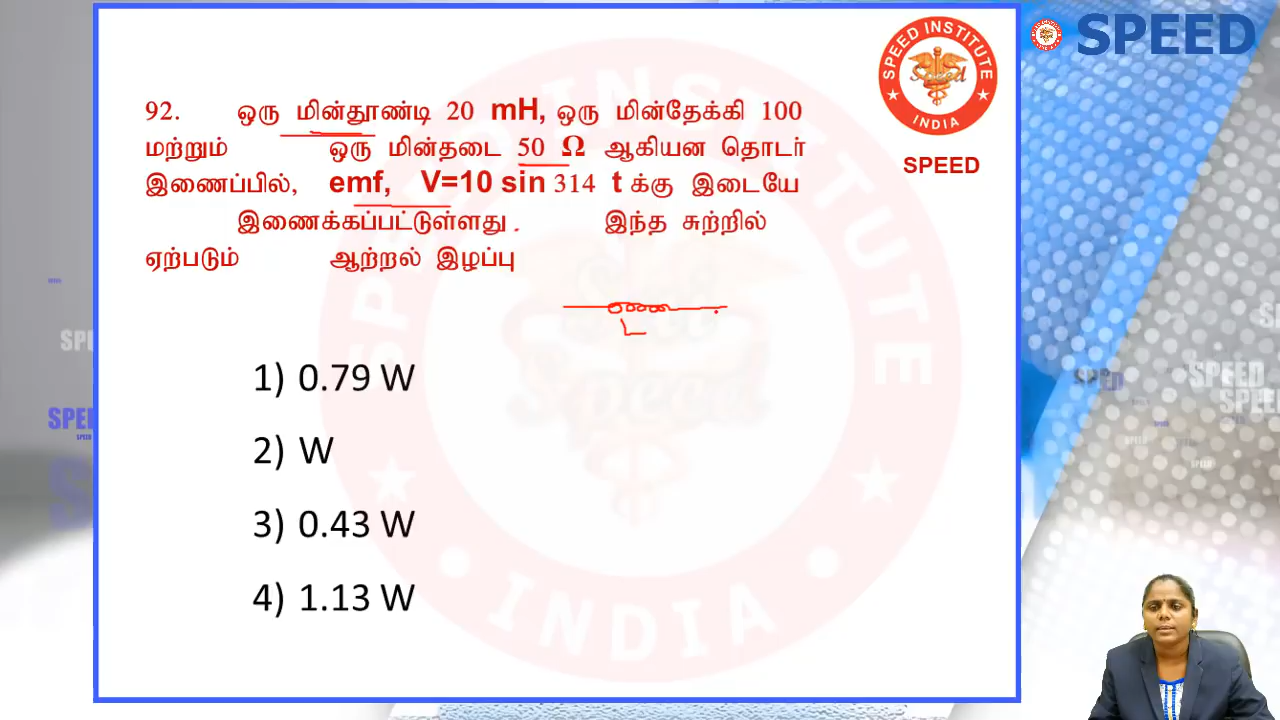 SPEED INSTITUTE
Speed
INDIA
SPEED
SPEED
92. ஒரு மின்தூண்டி 20 mH, ஒரு மின்தேக்கி 100
மற்றும் ஒரு மின்தடை 50 Ω ஆகியன தொடர்
இணைப்பில், emf, V=10 sin 314 t க்கு இடையே
இணைக்கப்பட்டுள்ளது. இந்த சுற்றில்
ஏற்படும் ஆற்றல் இழப்பு
L
1) 0.79 W
2) W
3) 0.43 W
4) 1.13 W